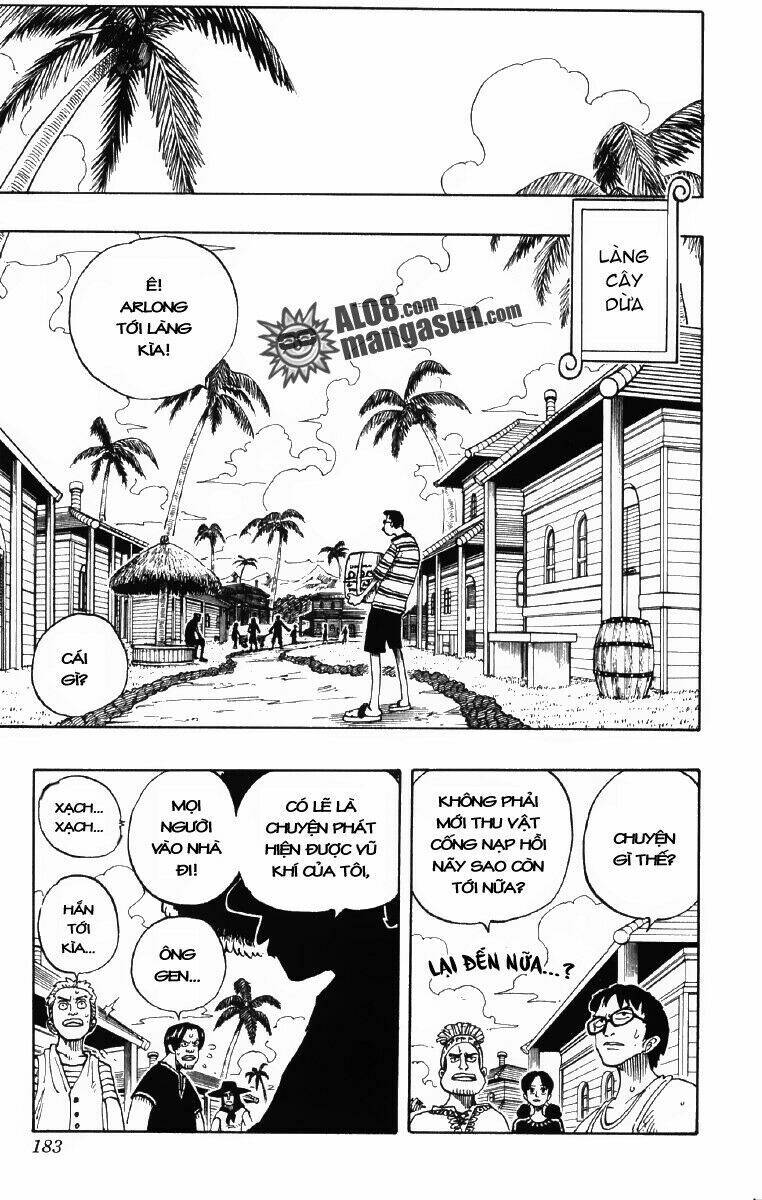 LÀNG
CÂY
DỪA
AL08.com
mangasun.com
Ê!
ARLONG
TỚI LÀNG
KÌA!
CÁI
GÌ?
CHUYỆN
GÌ THẾ?
KHÔNG PHẢI
MỚI THU VẬT
CỐNG NẠP HỒI
NÃY SAO CÒN
TỚI NỮA?
LẠI ĐẾN NỮA...?
CÓ LẼ LÀ
CHUYỆN PHÁT
HIỆN ĐƯỢC VŨ
KHÍ CỦA TÔI,
MỌI
NGƯỜI
VÀO NHÀ
ĐI!
ÔNG
GEN...
XẠCH...
XẠCH...
HẮN
TỚI
KÌA...
183